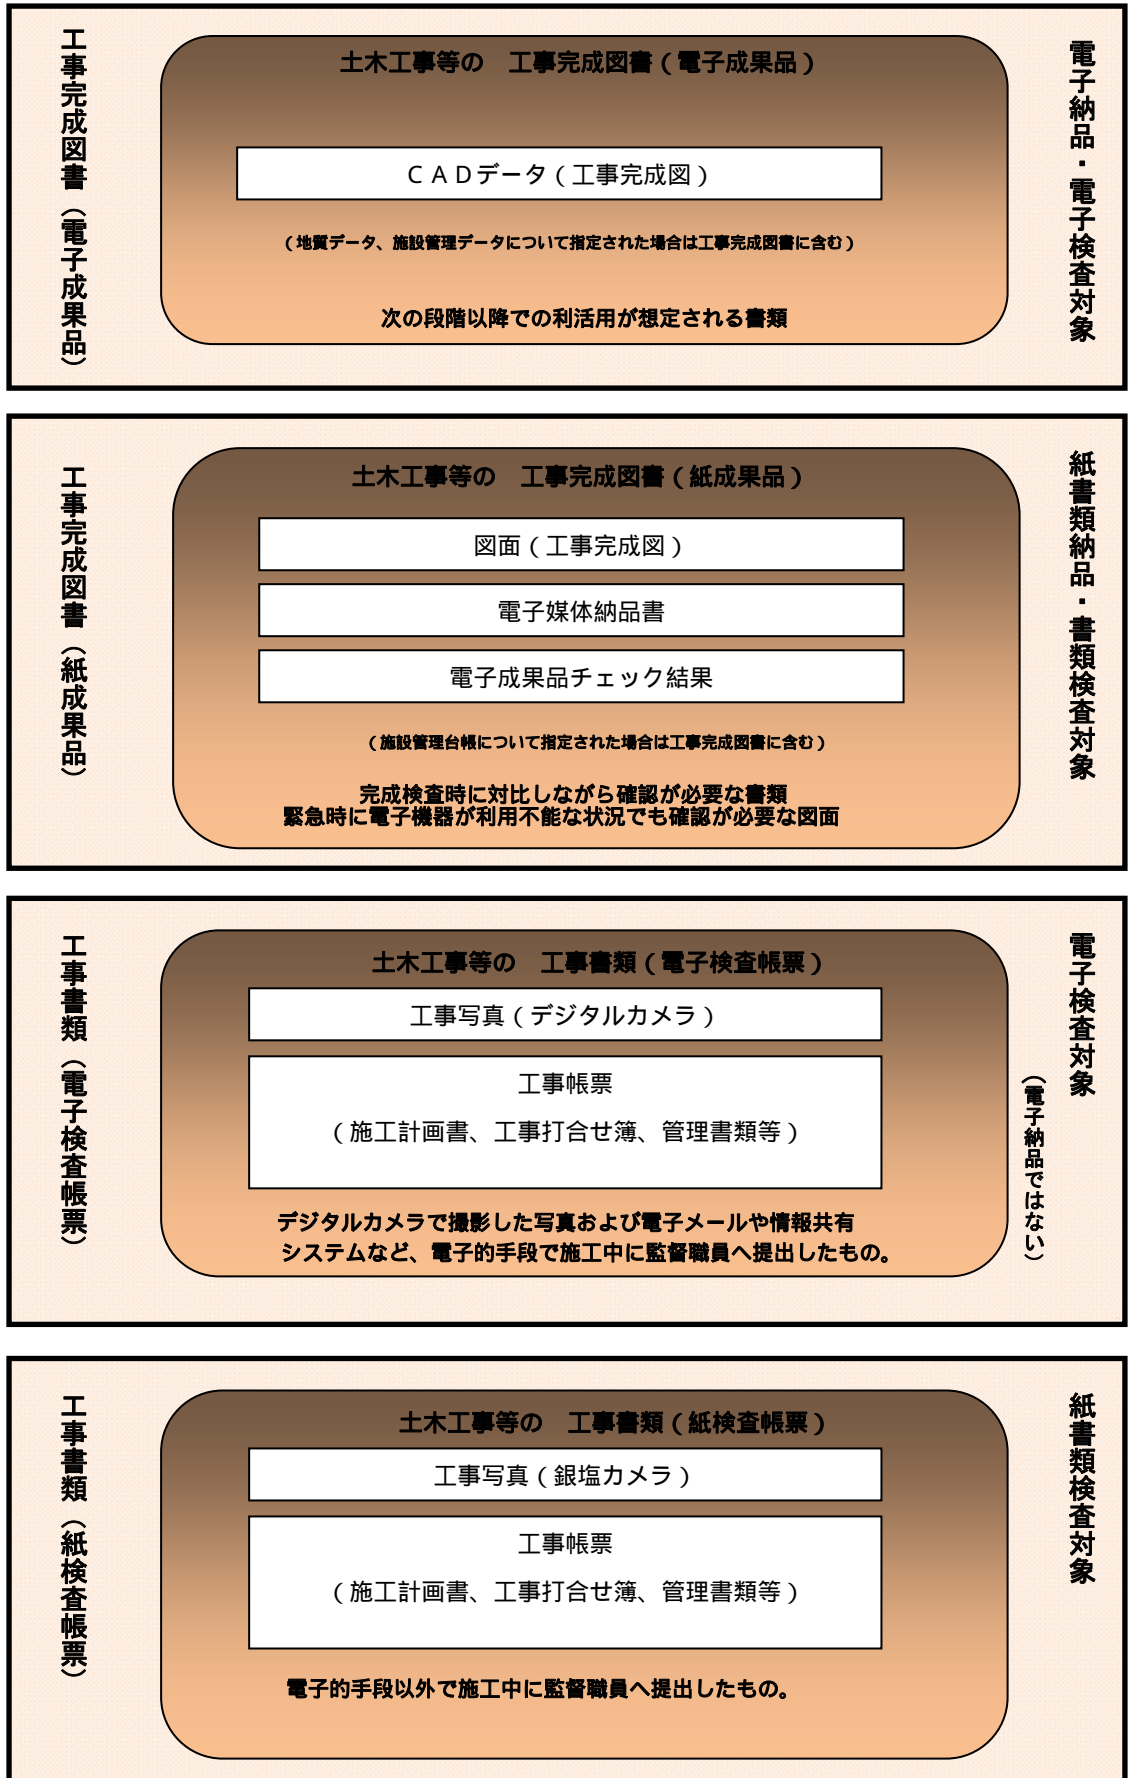 工事完成図書（電子成果品）
土木工事等の　工事完成図書（電子成果品）
ＣＡＤデータ（工事完成図）
（地質データ、施設管理データについて指定された場合は工事完成図書に含む）
次の段階以降での利活用が想定される書類
電子納品・電子検査対象
工事完成図書（紙成果品）
土木工事等の　工事完成図書（紙成果品）
図面（工事完成図）
電子媒体納品書
電子成果品チェック結果
（施設管理台帳について指定された場合は工事完成図書に含む）
完成検査時に対比しながら確認が必要な書類
緊急時に電子機器が利用不能な状況でも確認が必要な図面
紙書類納品・書類検査対象
工事書類（電子検査帳票）
土木工事等の　工事書類（電子検査帳票）
工事写真（デジタルカメラ）
工事帳票
（施工計画書、工事打合せ簿、管理書類等）
デジタルカメラで撮影した写真および電子メールや情報共有
システムなど、電子的手段で施工中に監督職員へ提出したもの。
電子検査対象
（電子納品ではない）
工事書類（紙検査帳票）
土木工事等の　工事書類（紙検査帳票）
工事写真（銀塩カメラ）
工事帳票
（施工計画書、工事打合せ簿、管理書類等）
電子的手段以外で施工中に監督職員へ提出したもの。
紙書類検査対象